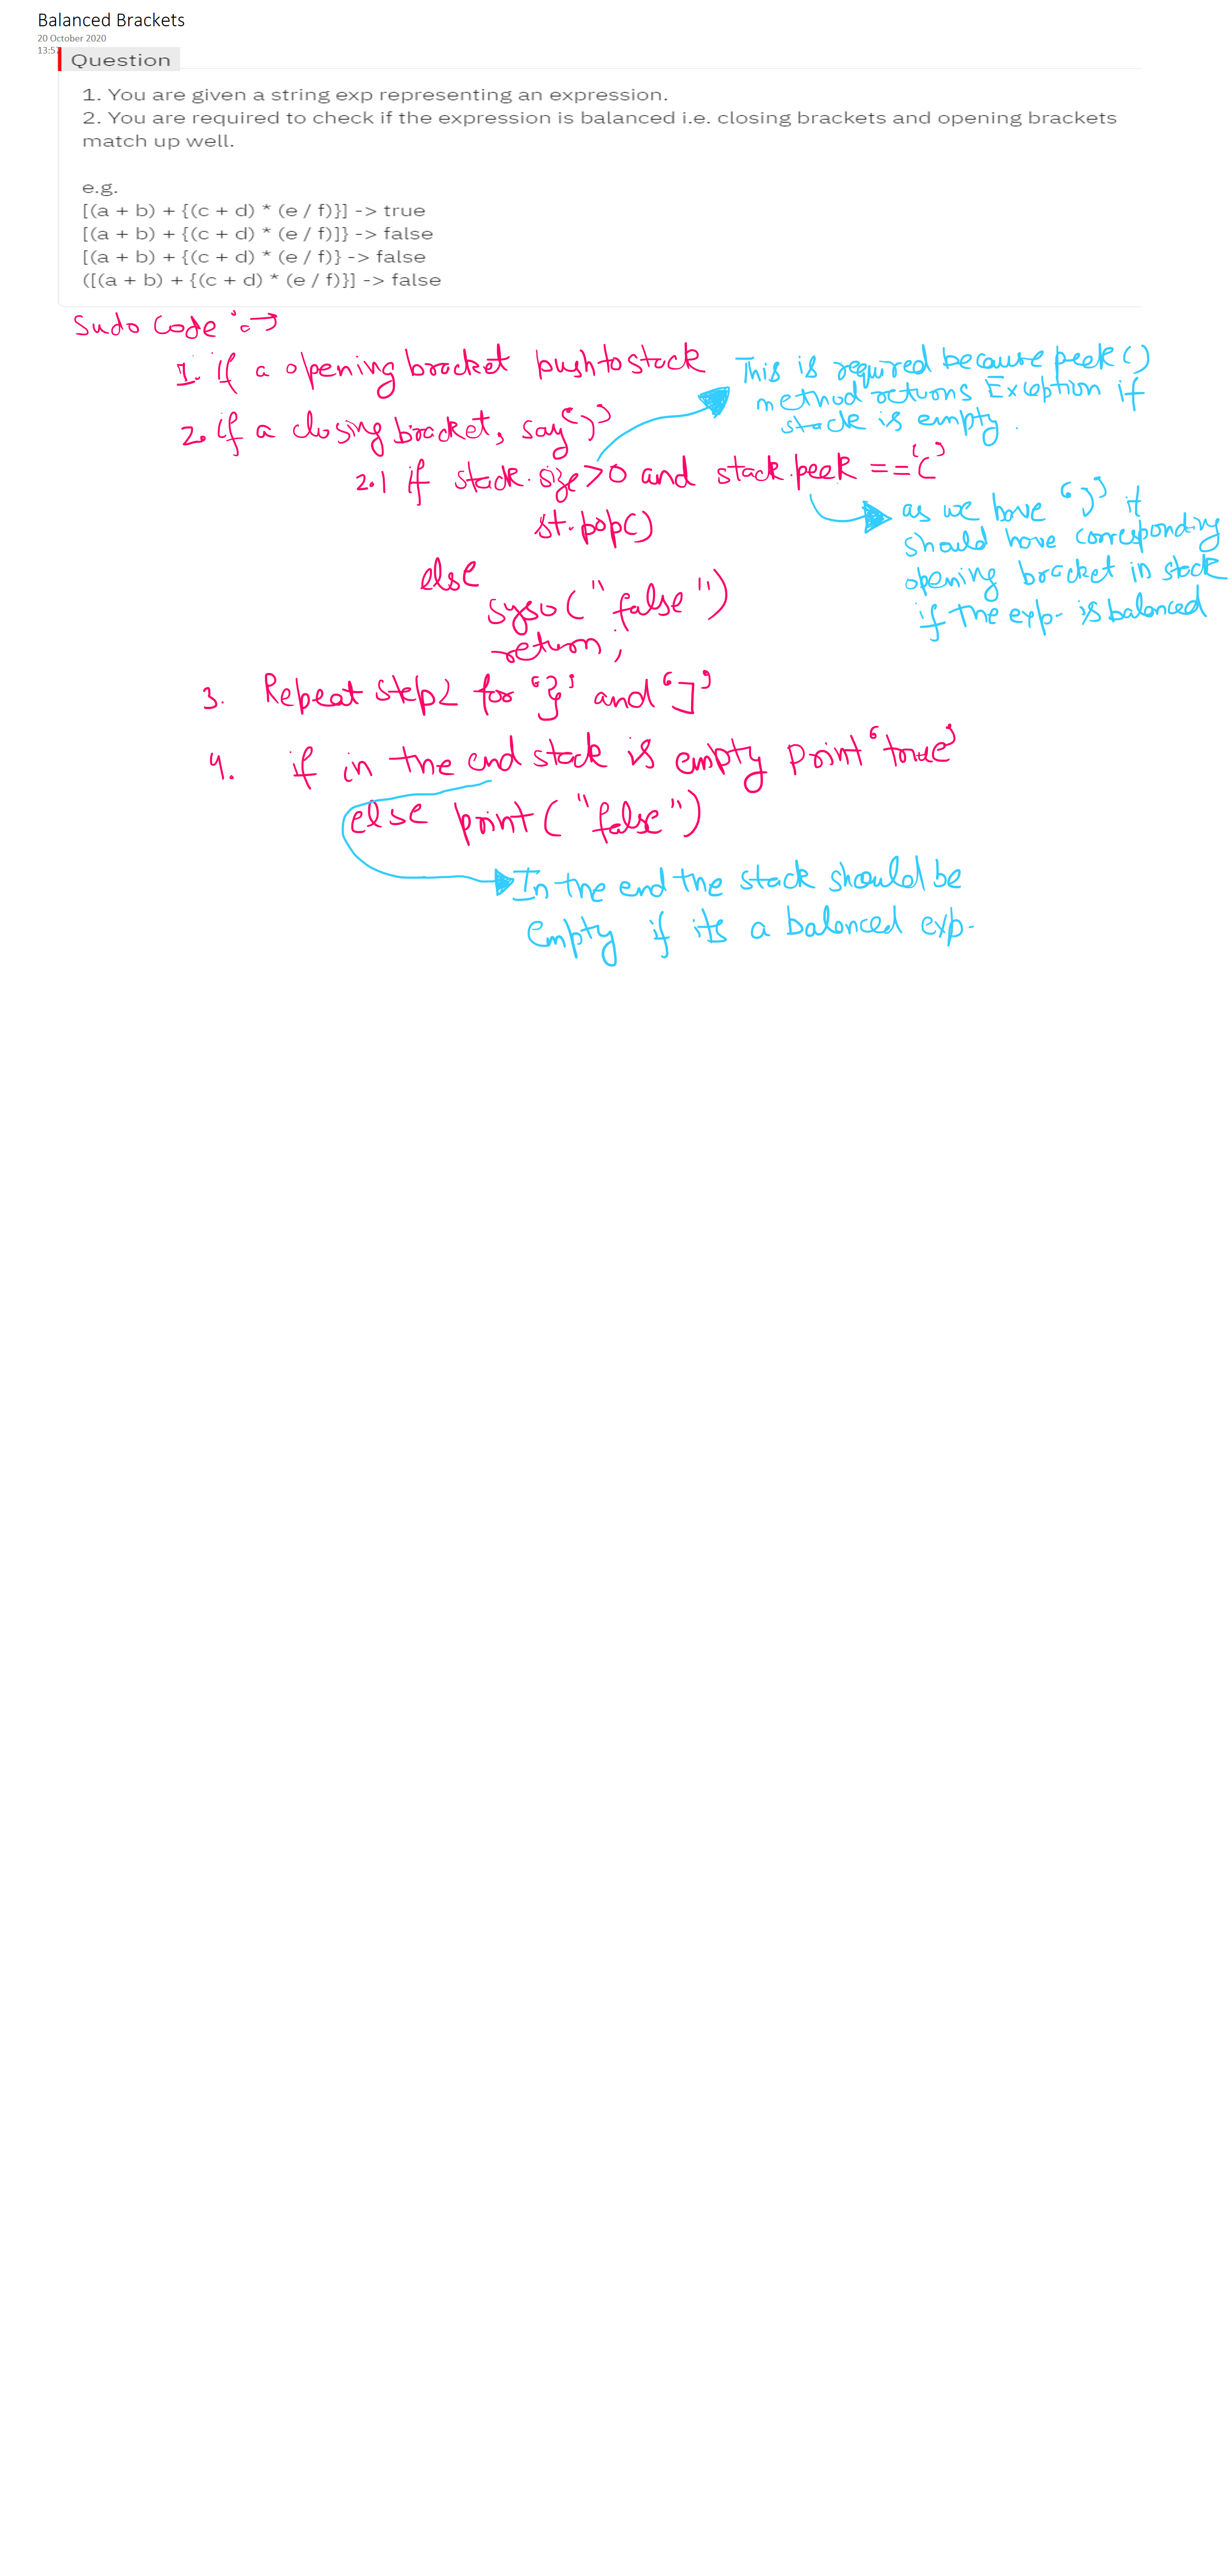 Balanced Brackets
20 October 2020
13:57
Question
1. You are given a string exp representing an expression.
2. You are required to check if the expression is balanced i.e. closing brackets and opening brackets
match up well.
e.g.
[(a + b) + {(c + d) * (e / f)}] -> true
[(a + b) + {(c + d) * (e / f)]} -> false
[(a + b) + {(c + d) * (e / f)} -> false
([(a + b) + {(c + d) * (e / f)}] -> false
Sudo Code :→
1. if a opening bracket push to stack
This is required because peek()
method returns Exception if
stack is empty.
2. if a closing bracket, say ')'
2.1 if stack.size>0 and stack.peek == '('
st.pop()
as we have ')' it
should have corresponding
opening bracket in stack
if the exp. is balanced
else
syso("false")
return;
3. Repeat step 2 for '}' and ']'
4. if in the end stack is empty print 'true'
else print("false")
In the end the stack should be
empty if its a balanced exp.